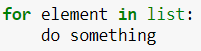 for element in list:
    do something